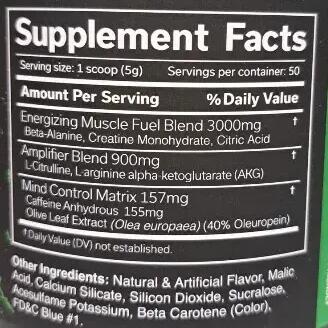 Supplement Facts
Serving size: 1 scoop (5g) Servings per container: 50
Amount Per Serving % Daily Value
Energizing Muscle Fuel Blend 3000mg †
Beta-Alanine, Creatine Monohydrate, Citric Acid
Amplifier Blend 900mg †
L-Citrulline, L-arginine alpha-ketoglutarate (AKG)
Mind Control Matrix 157mg †
Caffeine Anhydrous 155mg
Olive Leaf Extract (Olea europaea) (40% Oleuropein)
†Daily Value (DV) not established.
Other Ingredients: Natural & Artificial Flavor, Malic
Acid, Calcium Silicate, Silicon Dioxide, Sucralose,
Acesulfame Potassium, Beta Carotene (Color),
FD&C Blue #1.